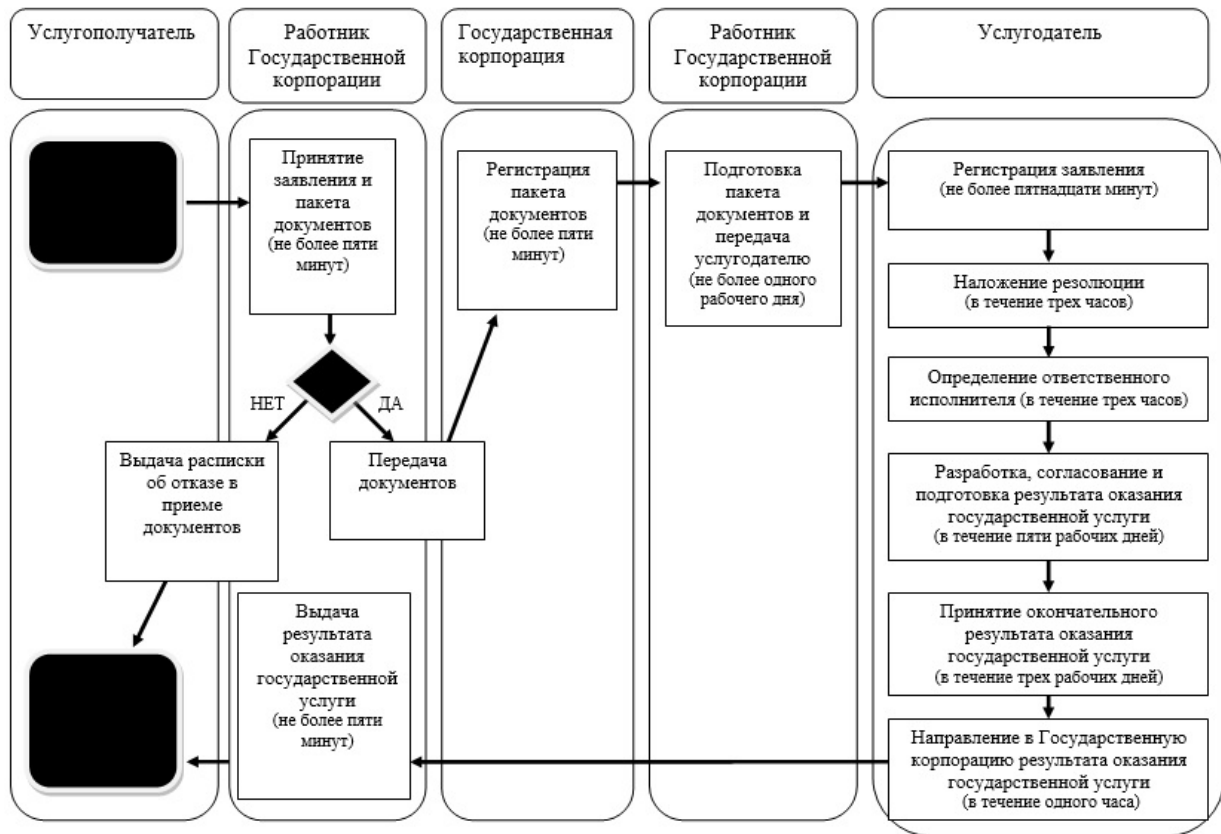 Услугополучатель
Работник
Государственной
корпорации
Государственная
корпорация
Работник
Государственной
корпорации
Услугодатель
Принятие
заявления и
пакета
документов
(не более пяти
минут)
НЕТ
ДА
Выдача расписки
об отказе в
приеме
документов
Передача
документов
Регистрация
пакета
документов
(не более пяти
минут)
Подготовка
пакета
документов и
передача
услугодателю
(не более одного
рабочего дня)
Регистрация заявления
(не более пятнадцати минут)
Наложение резолюции
(в течение трех часов)
Определение ответственного
исполнителя (в течение трех часов)
Разработка, согласование и
подготовка результата оказания
государственной услуги
(в течение пяти рабочих дней)
Принятие окончательного
результата оказания
государственной услуги
(в течение трех рабочих дней)
Направление в Государственную
корпорацию результата оказания
государственной услуги
(в течение одного часа)
Выдача
результата
оказания
государственной
услуги
(не более пяти
минут)